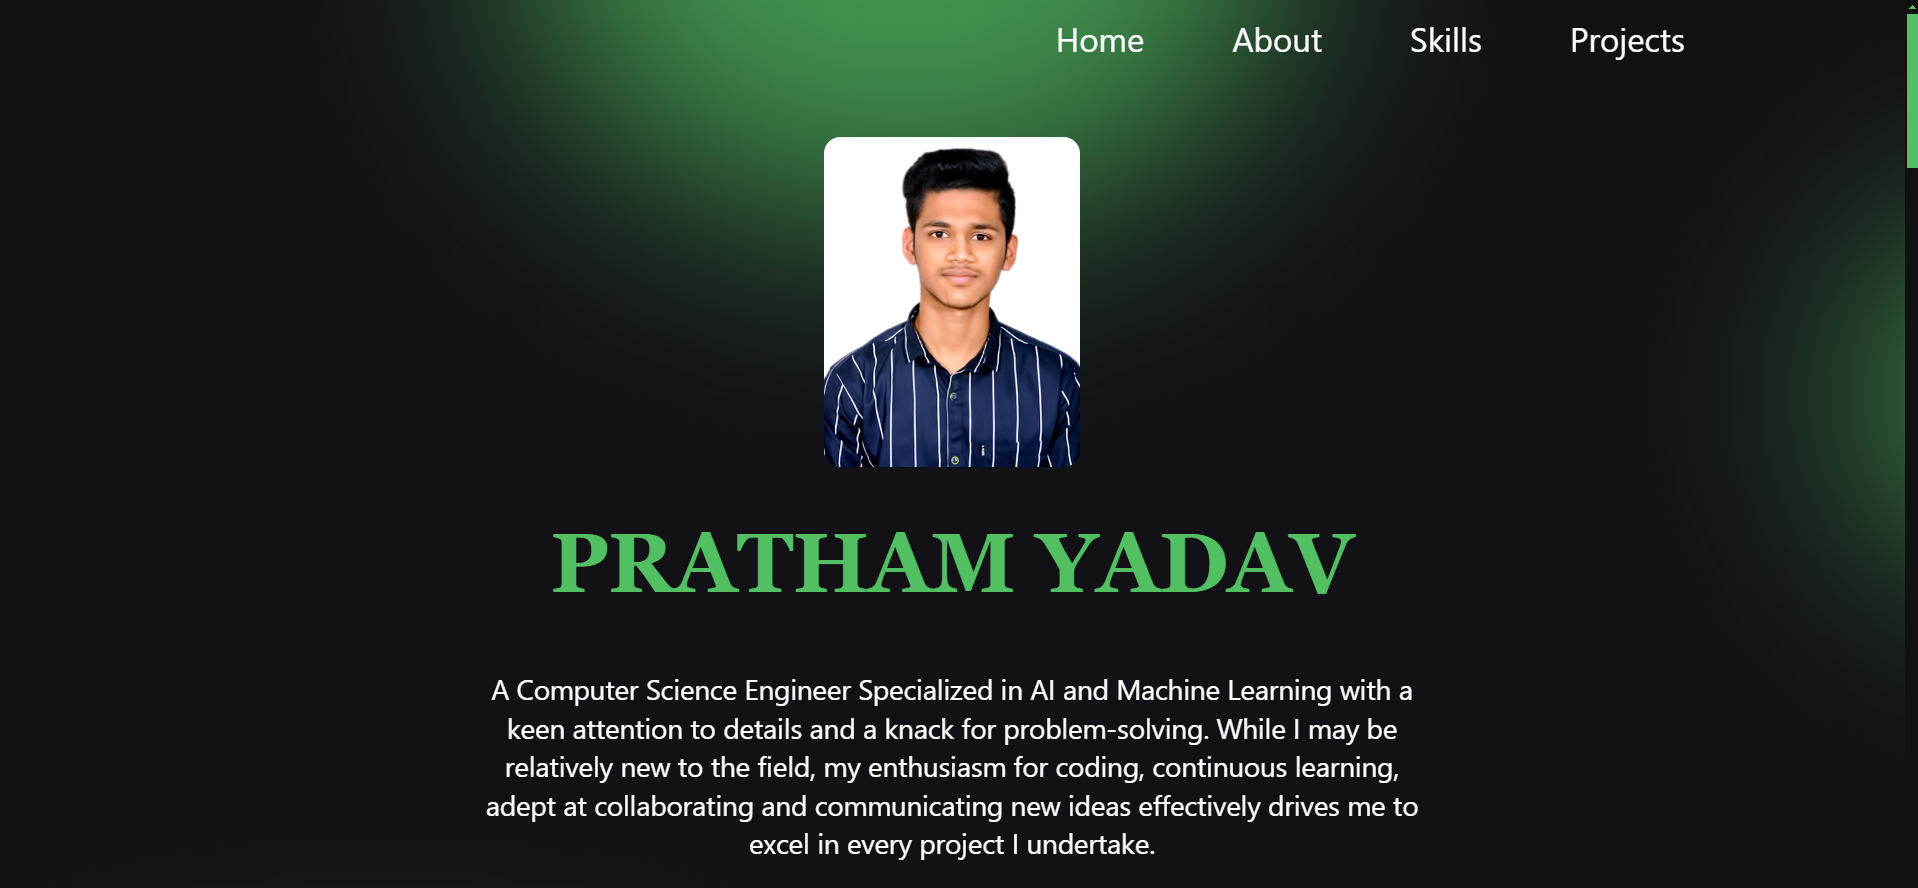 Home About Skills Projects
PRATHAM YADAV
A Computer Science Engineer Specialized in AI and Machine Learning with a
keen attention to details and a knack for problem-solving. While I may be
relatively new to the field, my enthusiasm for coding, continuous learning,
adept at collaborating and communicating new ideas effectively drives me to
excel in every project I undertake.